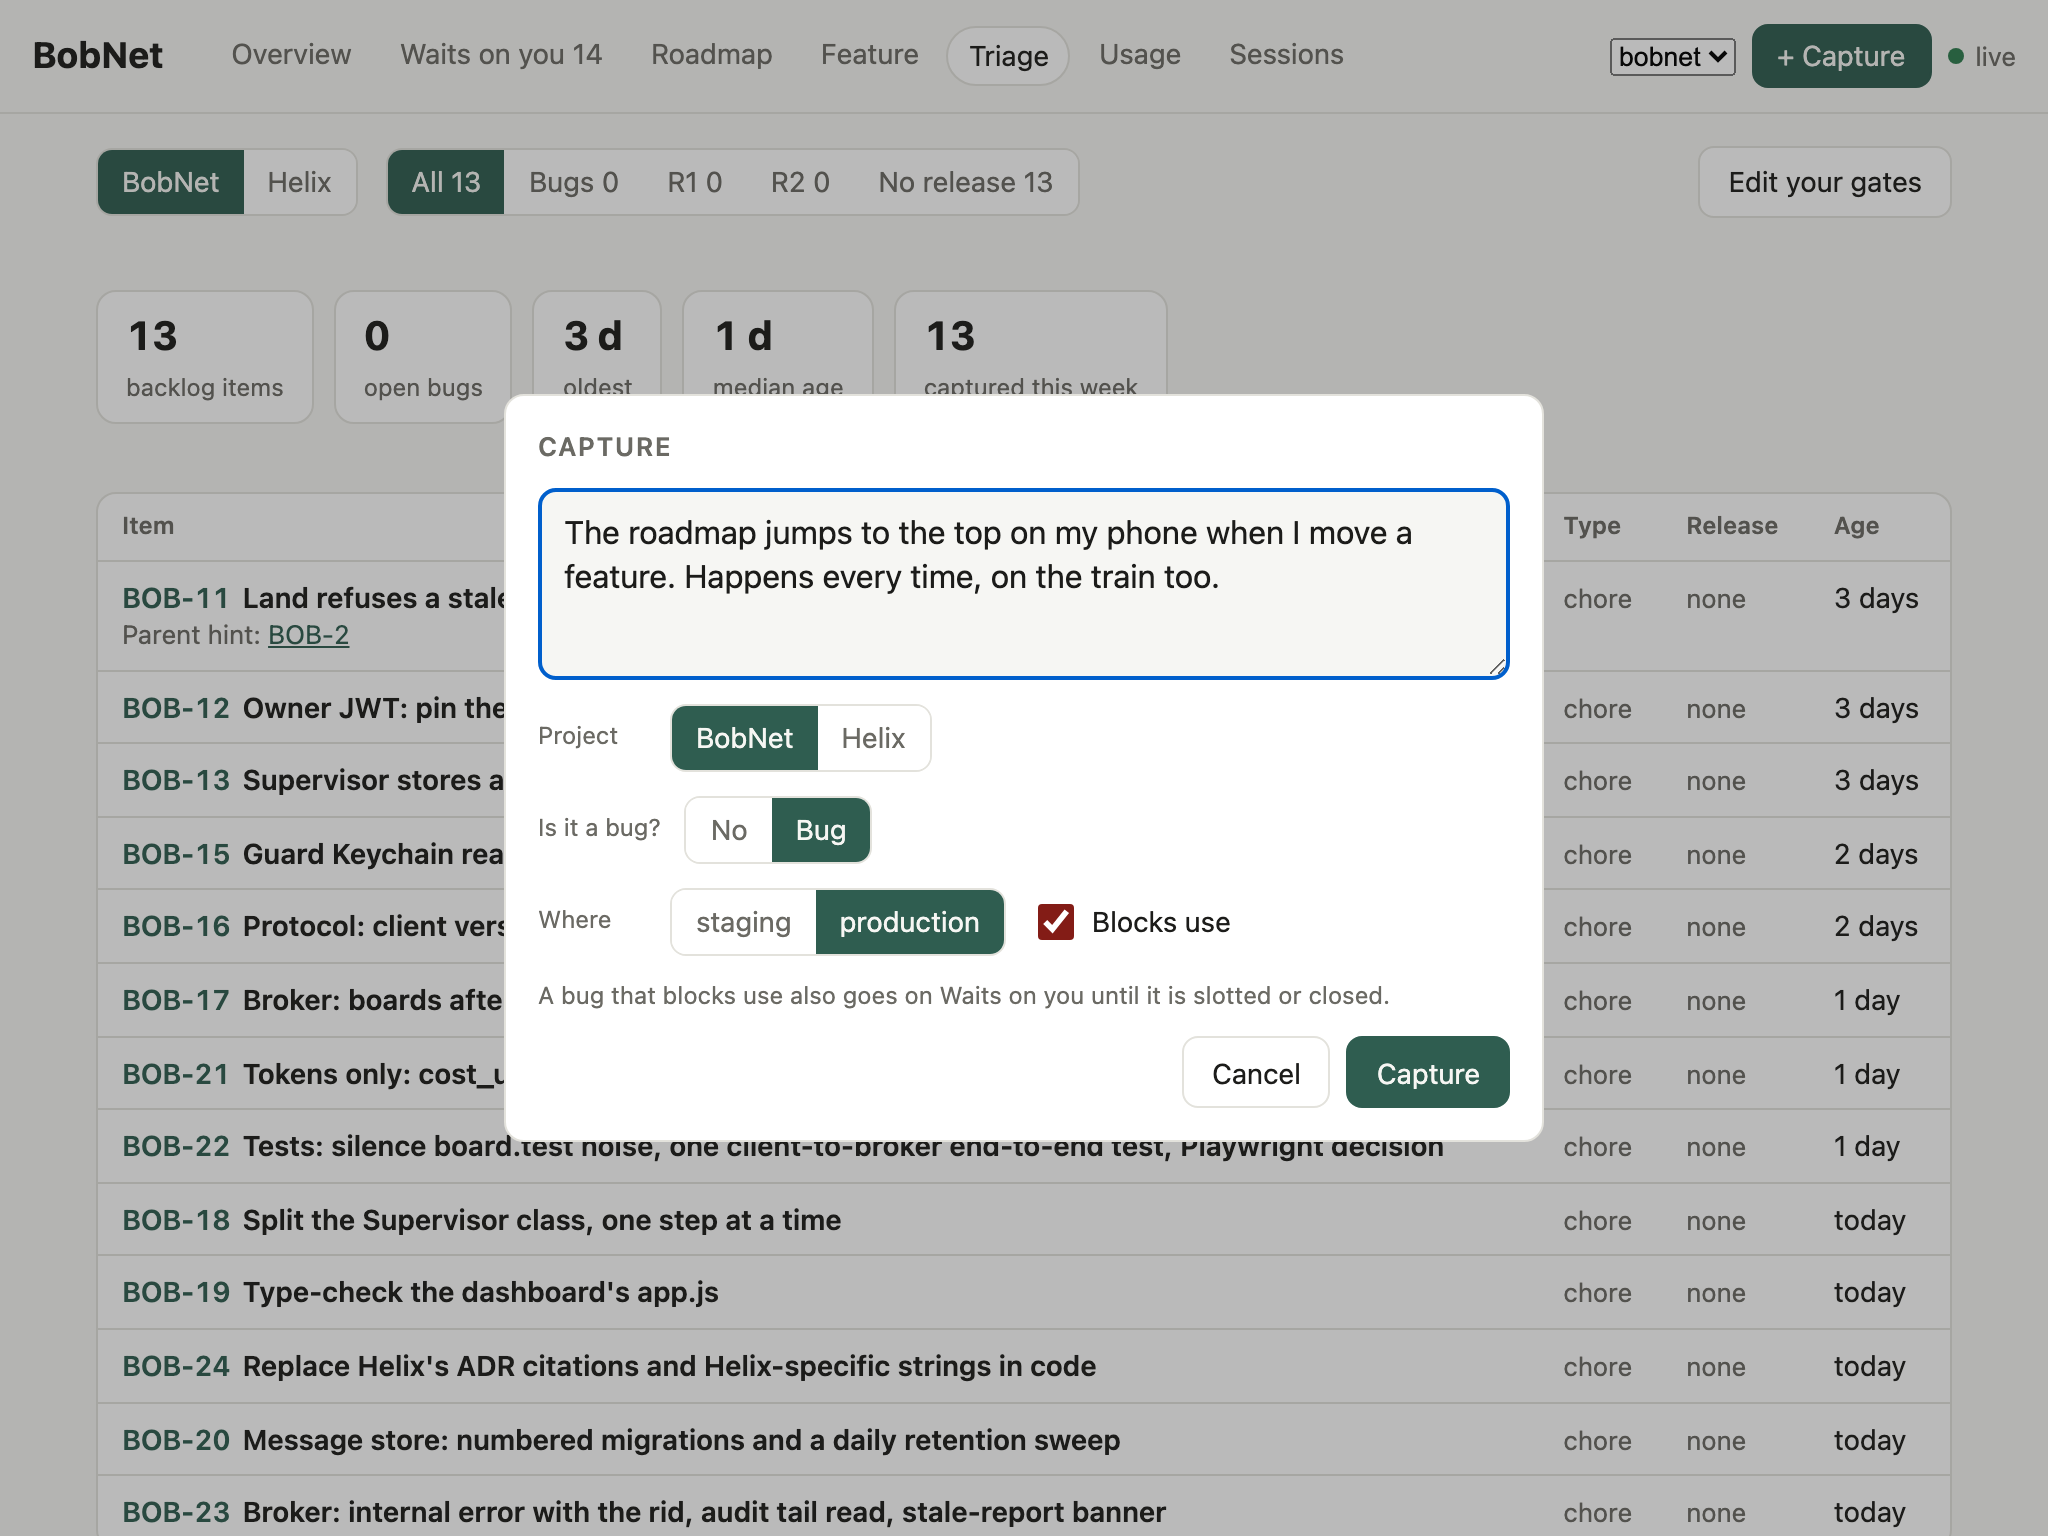 BobNet Overview Waits on you 14 Roadmap Feature Triage Usage Sessions bobnet + Capture live
BobNet Helix All 13 Bugs 0 R1 0 R2 0 No release 13 Edit your gates
13 0 3 d 1 d 13
backlog items open bugs oldest median age captured this week
CAPTURE
The roadmap jumps to the top on my phone when I move a
feature. Happens every time, on the train too.
Project BobNet Helix
Is it a bug? No Bug
Where staging production Blocks use
A bug that blocks use also goes on Waits on you until it is slotted or closed.
Cancel Capture
Item Type Release Age
BOB-11 Land refuses a stale chore none 3 days
Parent hint: BOB-2
BOB-12 Owner JWT: pin the chore none 3 days
BOB-13 Supervisor stores a chore none 3 days
BOB-15 Guard Keychain rea chore none 2 days
BOB-16 Protocol: client vers chore none 2 days
BOB-17 Broker: boards afte chore none 1 day
BOB-21 Tokens only: cost_u chore none 1 day
BOB-22 Tests: silence board.test noise, one client-to-broker end-to-end test, Playwright decision chore none 1 day
BOB-18 Split the Supervisor class, one step at a time chore none today
BOB-19 Type-check the dashboard's app.js chore none today
BOB-24 Replace Helix's ADR citations and Helix-specific strings in code chore none today
BOB-20 Message store: numbered migrations and a daily retention sweep chore none today
BOB-23 Broker: internal error with the rid, audit tail read, stale-report banner chore none today